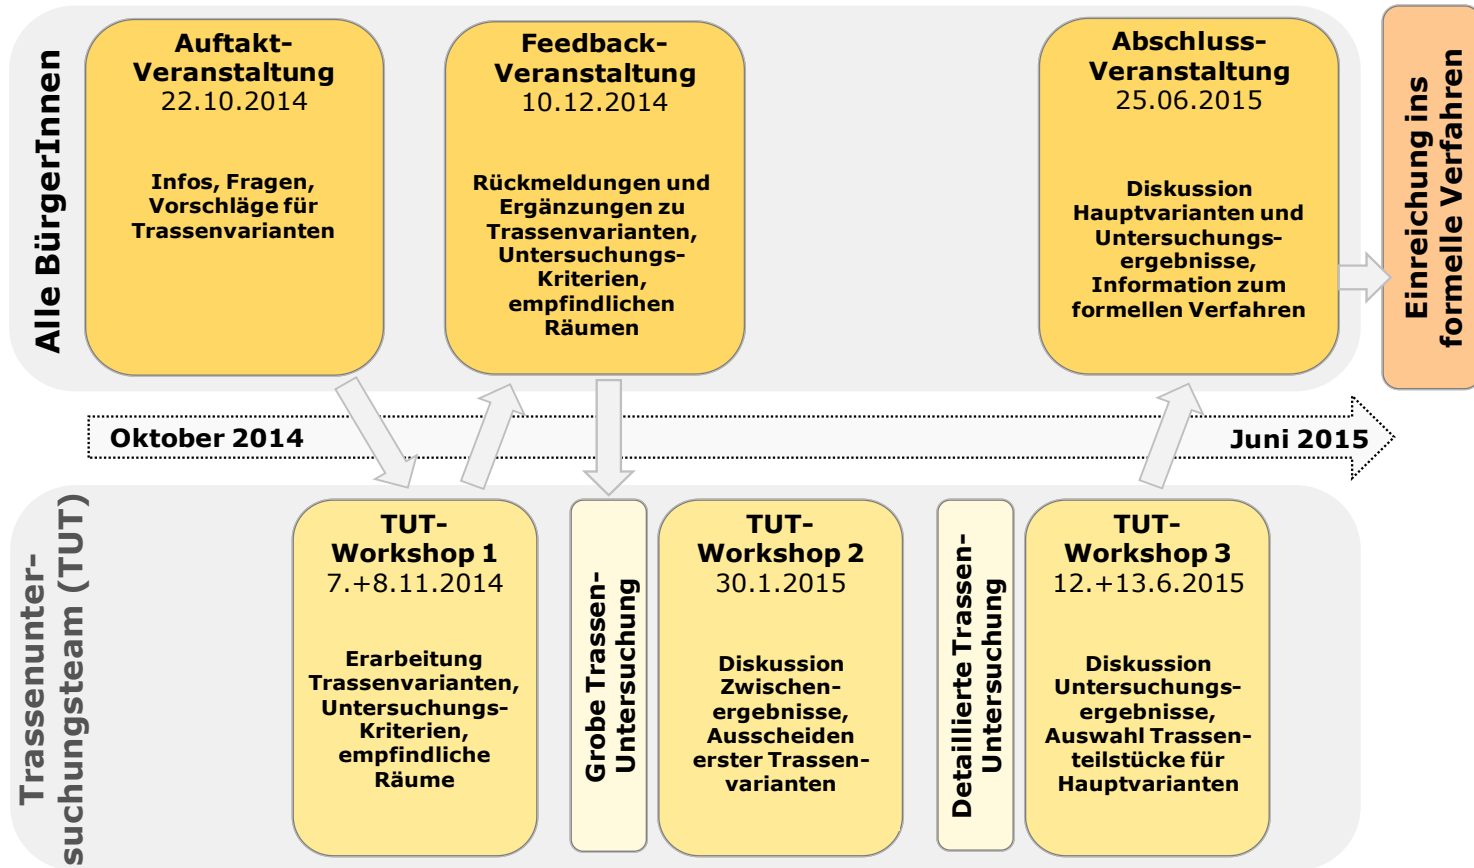 Alle BürgerInnen
Auftakt-
Veranstaltung
22.10.2014
Infos, Fragen,
Vorschläge für
Trassenvarianten
Feedback-
Veranstaltung
10.12.2014
Rückmeldungen und
Ergänzungen zu
Trassenvarianten,
Untersuchungs-
Kriterien,
empfindlichen
Räumen
Abschluss-
Veranstaltung
25.06.2015
Diskussion
Hauptvarianten und
Untersuchungs-
ergebnisse,
Information zum
formellen Verfahren
Einreichung ins
formelle Verfahren
Oktober 2014
Juni 2015
Trassenunter-
suchungsteam (TUT)
TUT-
Workshop 1
7.+8.11.2014
Erarbeitung
Trassenvarianten,
Untersuchungs-
Kriterien,
empfindliche
Räume
Grobe Trassen-
Untersuchung
TUT-
Workshop 2
30.1.2015
Diskussion
Zwischen-
ergebnisse,
Ausscheiden
erster Trassen-
varianten
Detaillierte Trassen-
Untersuchung
TUT-
Workshop 3
12.+13.6.2015
Diskussion
Untersuchungs-
ergebnisse,
Auswahl Trassen-
teilstücke für
Hauptvarianten